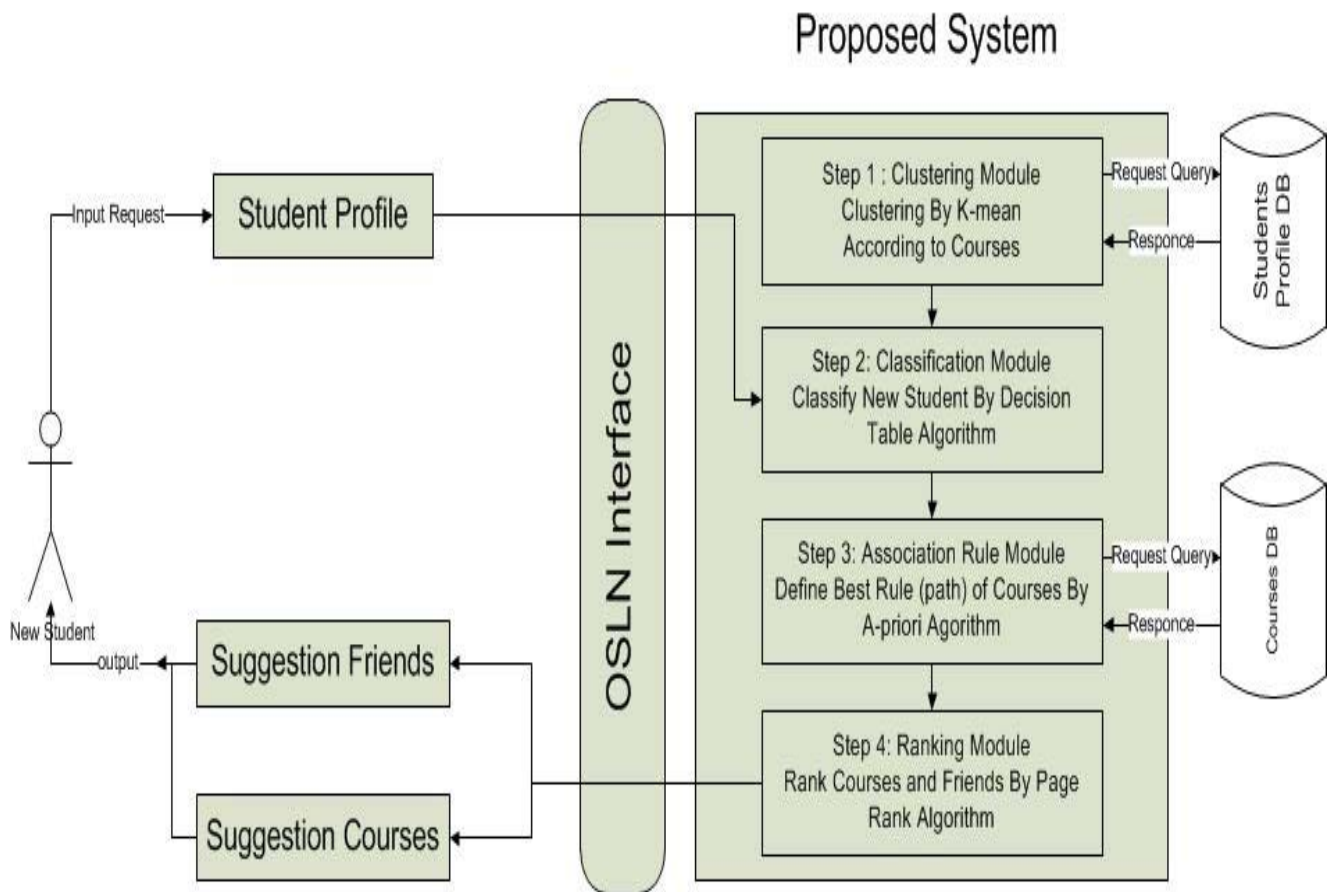 Proposed System
Input Request
Student Profile
OSLN Interface
Step 1 : Clustering Module
Clustering By K-mean
According to Courses
Request Query
Responce
Students
Profile DB
Step 2: Classification Module
Classify New Student By Decision
Table Algorithm
Step 3: Association Rule Module
Define Best Rule (path) of Courses By
A-priori Agorithm
Request Query
Responce
Courses DB
New Student
output
Suggestion Friends
Suggestion Courses
Step 4: Ranking Module
Rank Courses and Friends By Page
Rank Algorithm